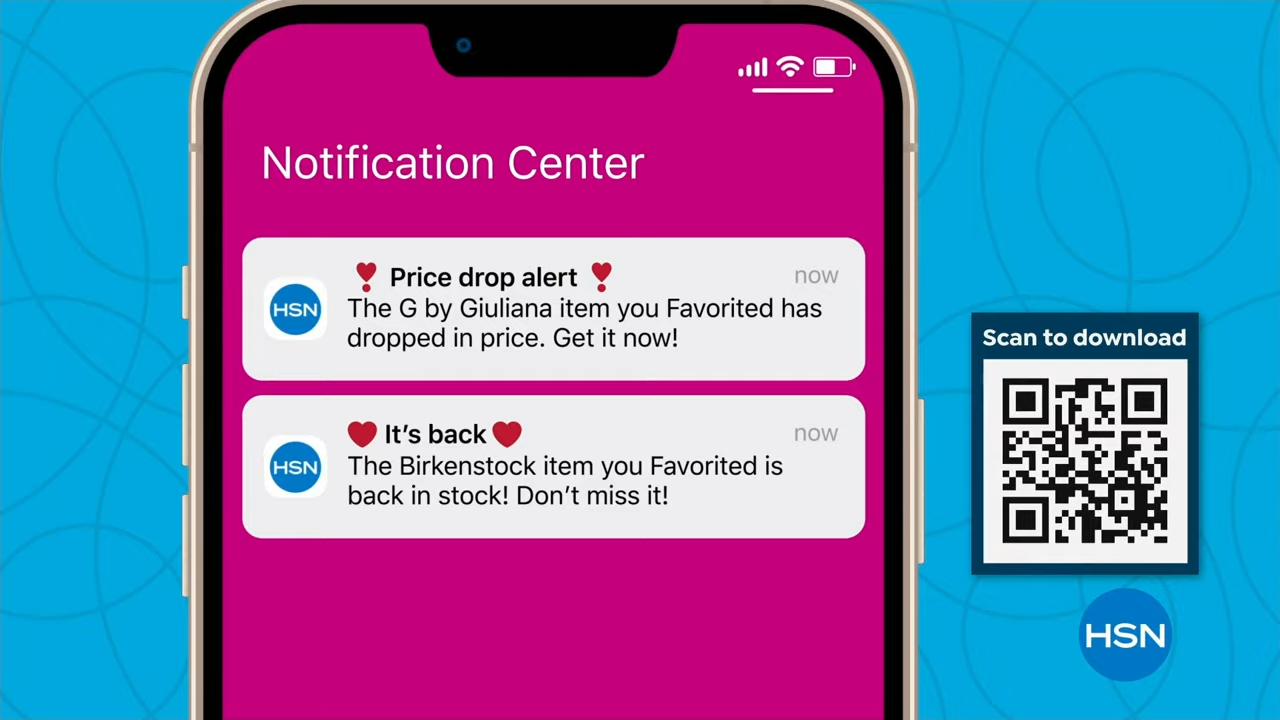 Notification Center
❣ Price drop alert ❣
now
HSN
The G by Giuliana item you Favorited has
dropped in price. Get it now!
❤ It’s back ❤
now
HSN
The Birkenstock item you Favorited is
back in stock! Don’t miss it!
Scan to download
HSN